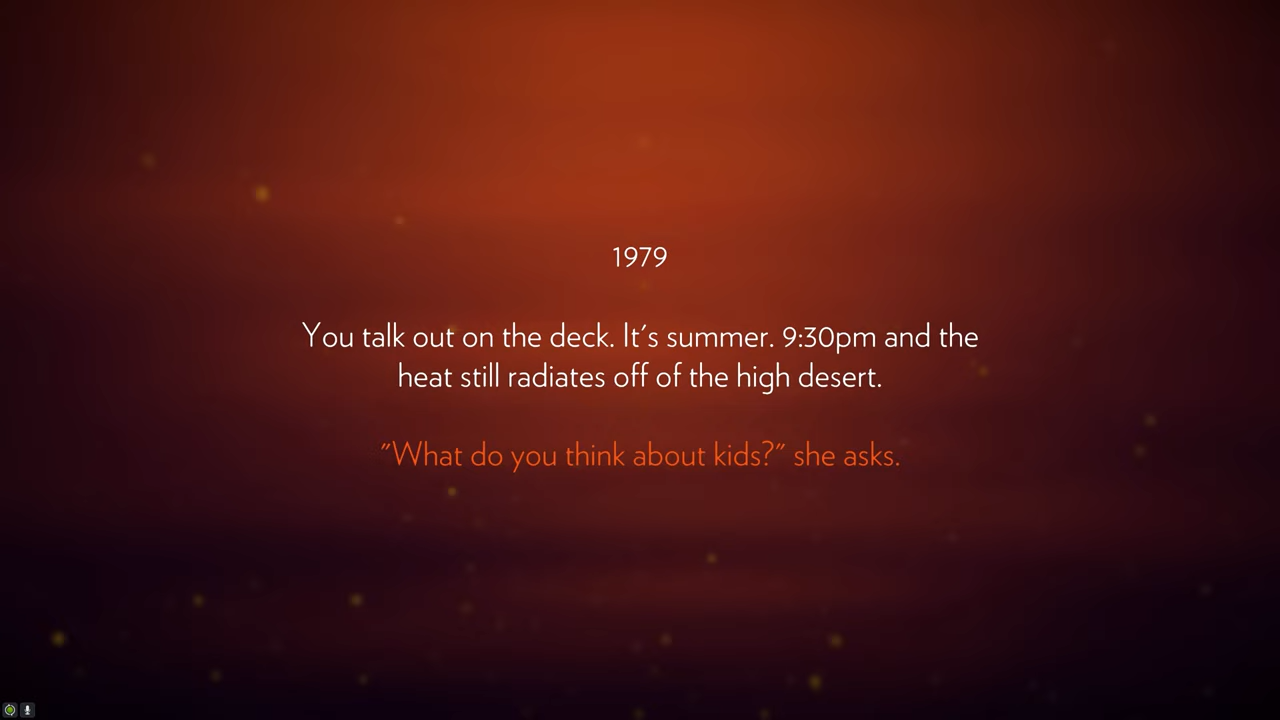 1979
You talk out on the deck. It's summer. 9:30pm and the
heat still radiates off of the high desert.
"What do you think about kids?" she asks.